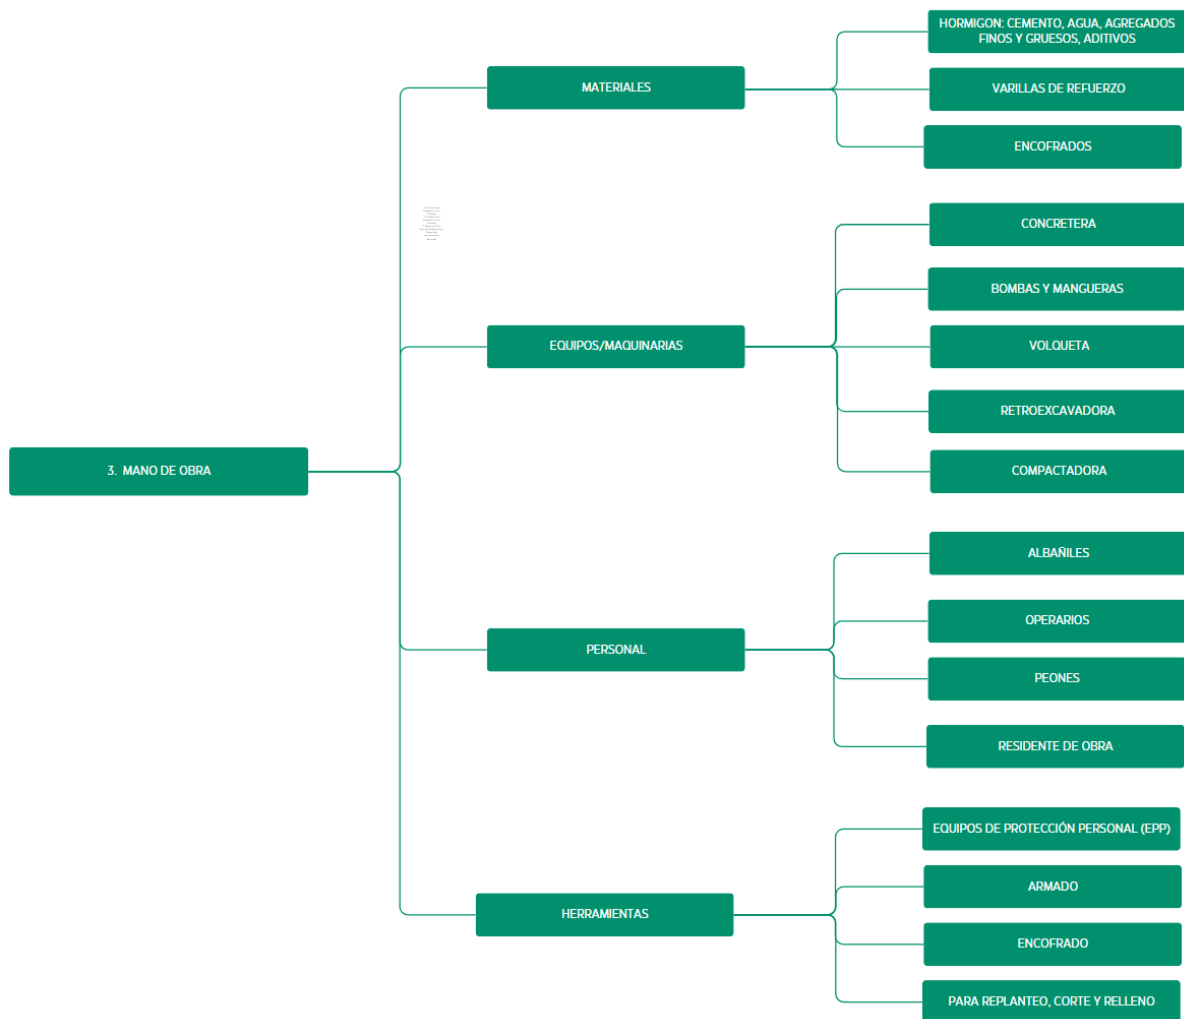 HORMIGON: CEMENTO, AGUA, AGREGADOS
FINOS Y GRUESOS, ADITIVOS
MATERIALES
VARILLAS DE REFUERZO
ENCOFRADOS
CONCRETERA
BOMBAS Y MANGUERAS
EQUIPOS/MAQUINARIAS
VOLQUETA
RETROEXCAVADORA
3. MANO DE OBRA
COMPACTADORA
ALBAÑILES
OPERARIOS
PERSONAL
PEONES
RESIDENTE DE OBRA
EQUIPOS DE PROTECCIÓN PERSONAL (EPP)
ARMADO
HERRAMIENTAS
ENCOFRADO
PARA REPLANTEO, CORTE Y RELLENO